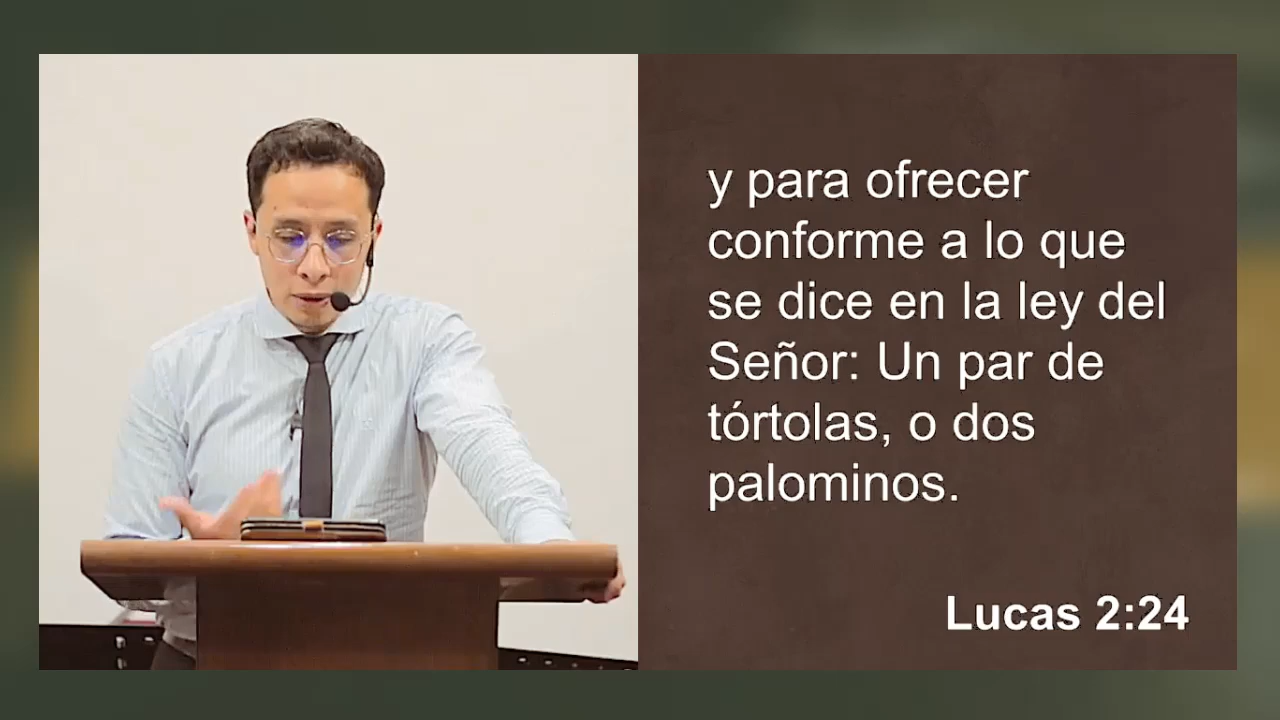 y para ofrecer
conforme a lo que
se dice en la ley del
Señor: Un par de
tórtolas, o dos
palominos.
Lucas 2:24